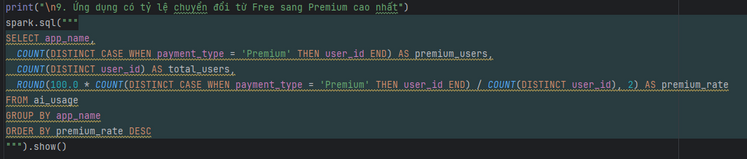 print("\n9. Ứng dụng có tỷ lệ chuyển đổi từ Free sang Premium cao nhất")
spark.sql("""
SELECT app_name,
  COUNT(DISTINCT CASE WHEN payment_type = 'Premium' THEN user_id END) AS premium_users,
  COUNT(DISTINCT user_id) AS total_users,
  ROUND(100.0 * COUNT(DISTINCT CASE WHEN payment_type = 'Premium' THEN user_id END) / COUNT(DISTINCT user_id), 2) AS premium_rate
FROM ai_usage
GROUP BY app_name
ORDER BY premium_rate DESC
""").show()